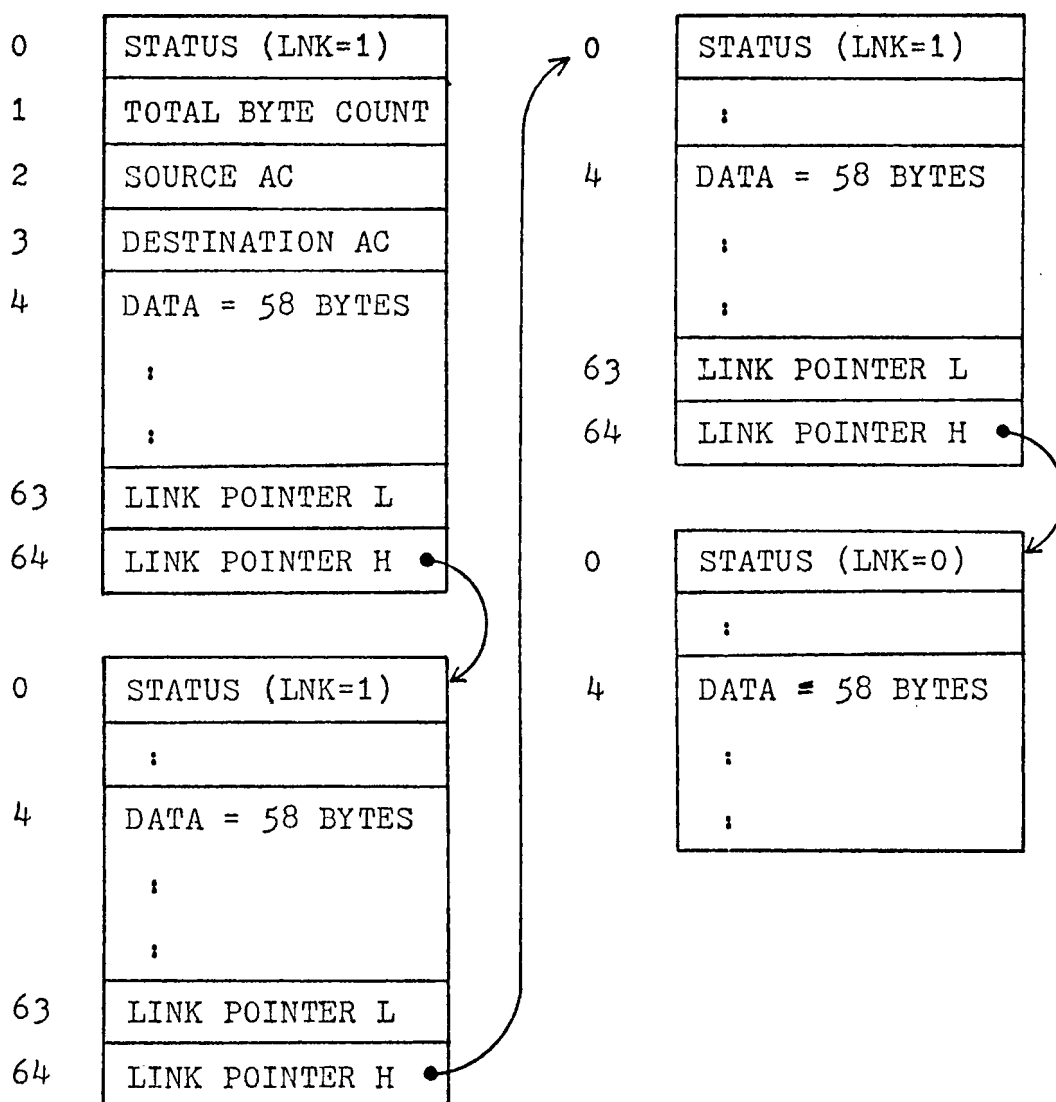 0 STATUS (LNK=1)
1 TOTAL BYTE COUNT
2 SOURCE AC
3 DESTINATION AC
4 DATA = 58 BYTES
:
:
63 LINK POINTER L
64 LINK POINTER H
0 STATUS (LNK=1)
:
4 DATA = 58 BYTES
:
:
63 LINK POINTER L
64 LINK POINTER H
0 STATUS (LNK=1)
:
4 DATA = 58 BYTES
:
:
63 LINK POINTER L
64 LINK POINTER H
0 STATUS (LNK=0)
:
4 DATA = 58 BYTES
:
: